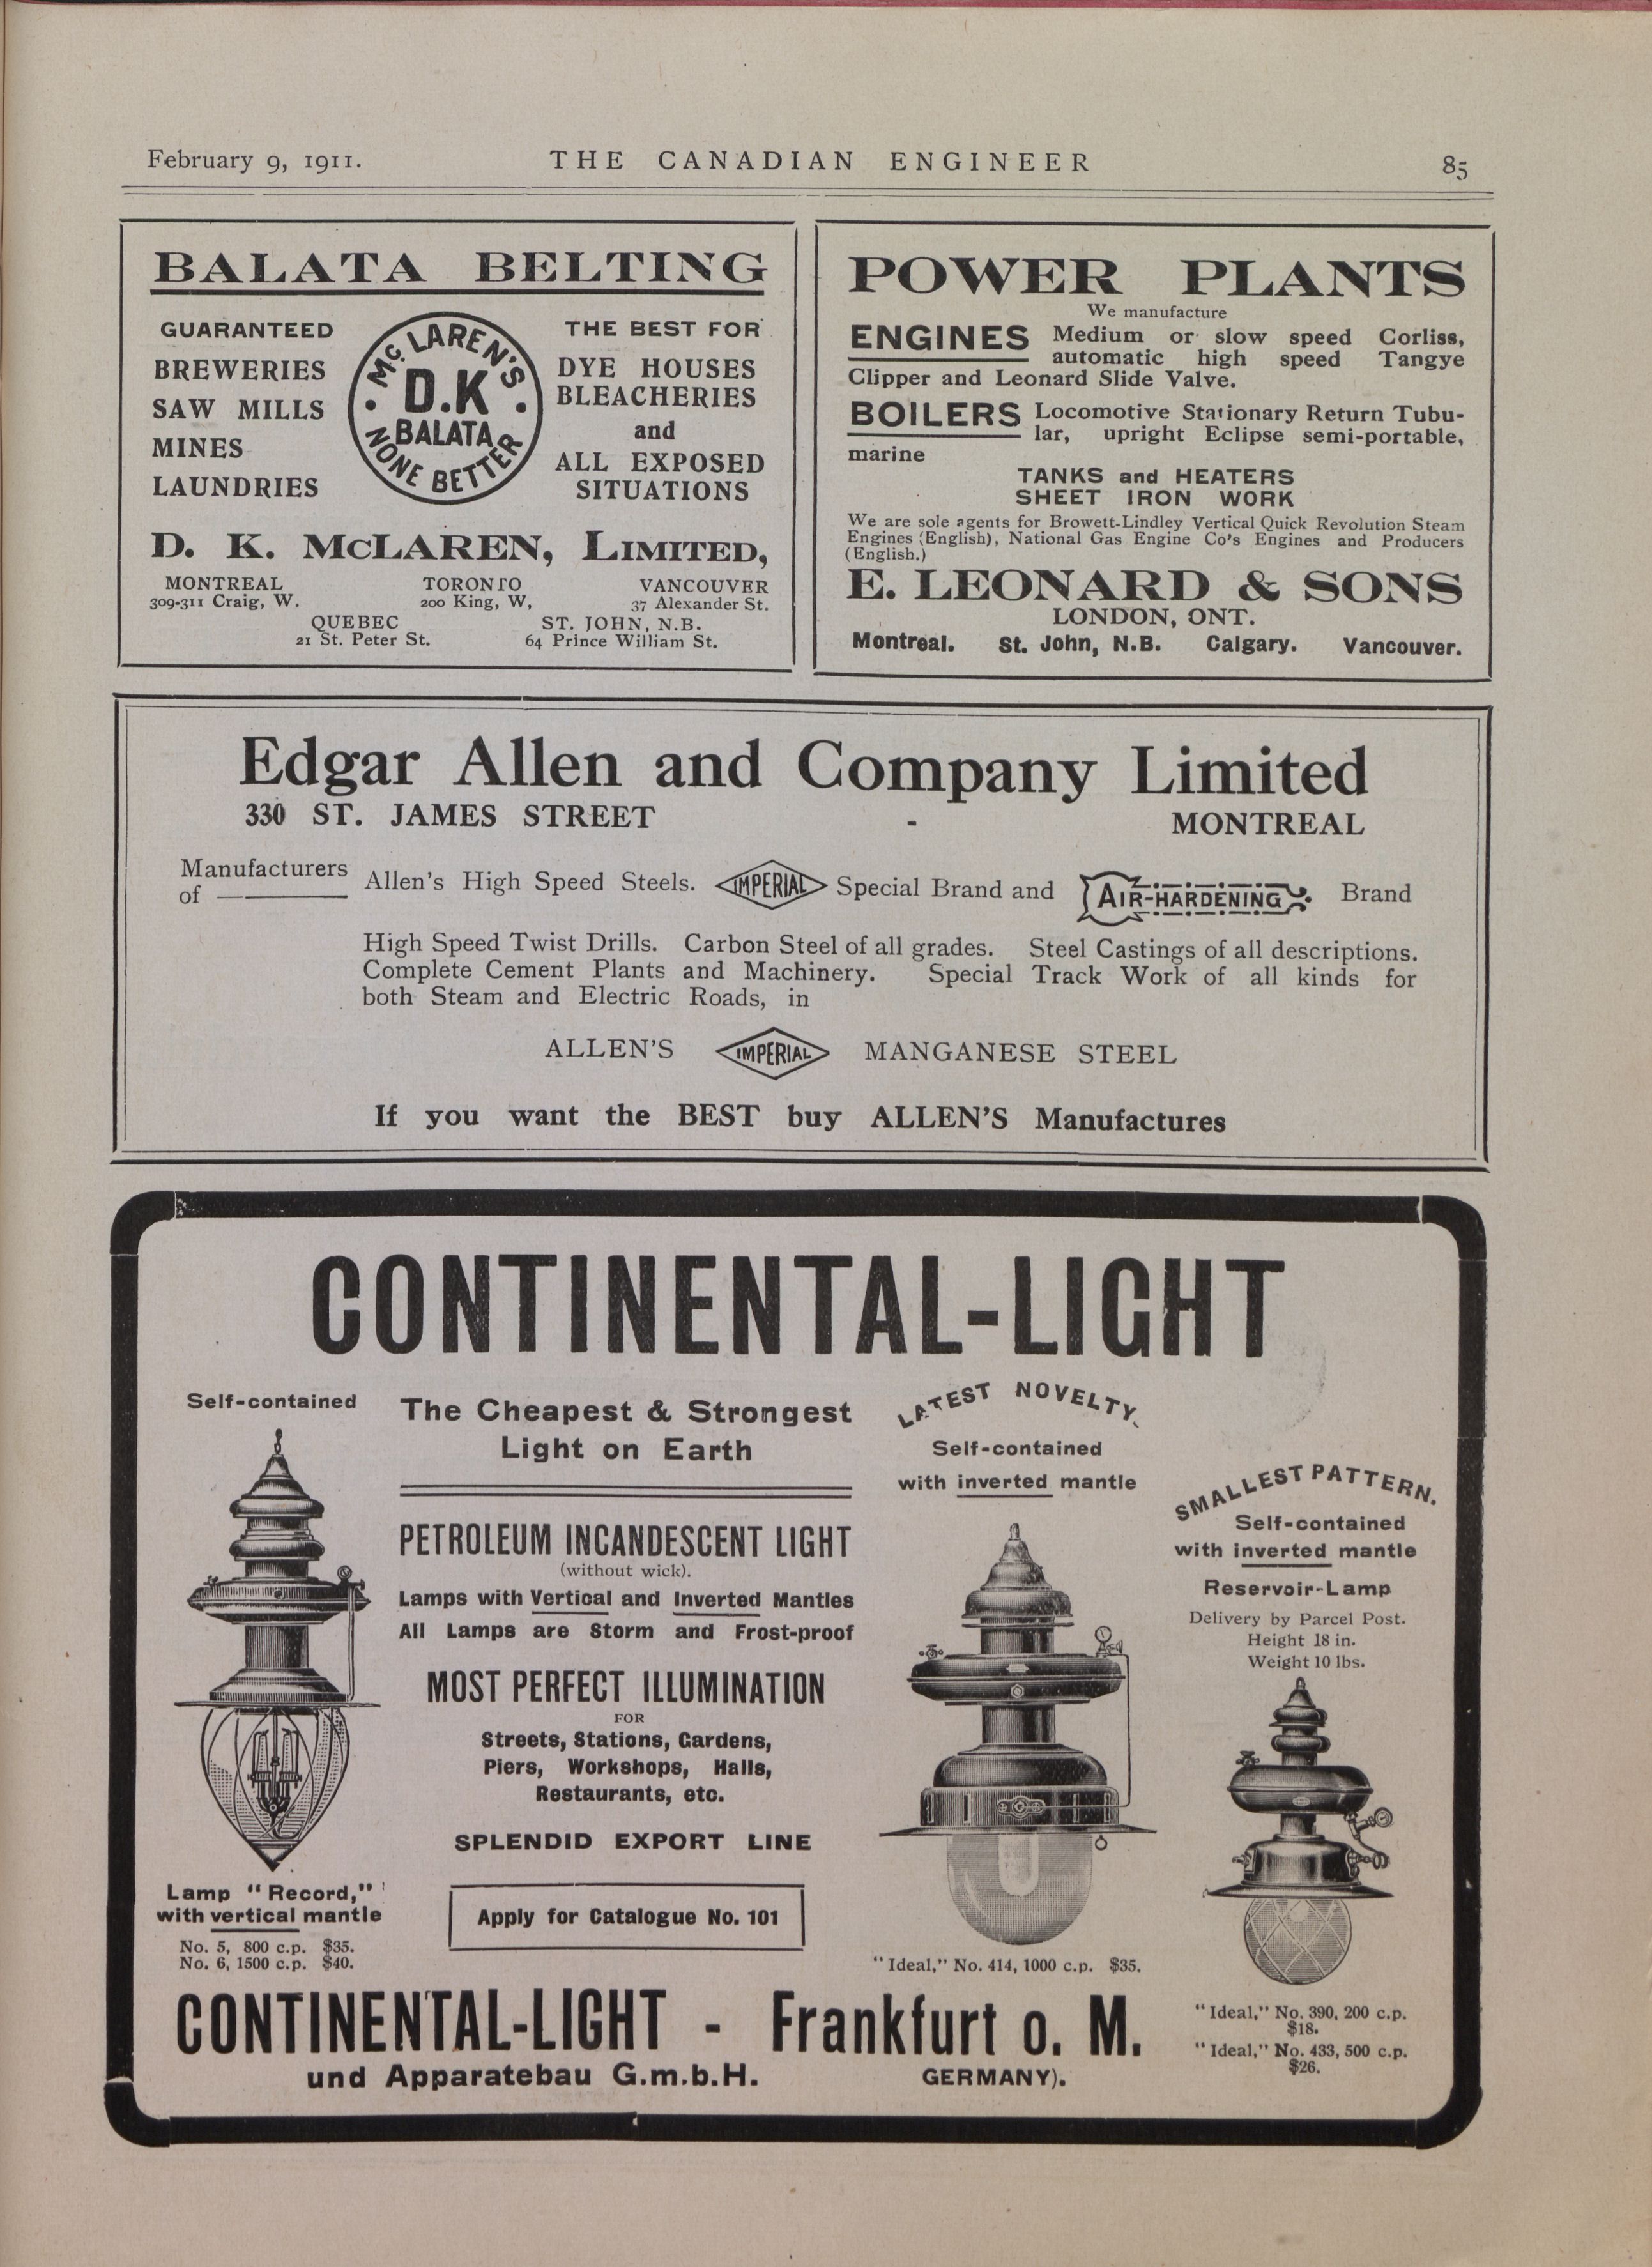 February 9, 1911.
THE CANADIAN ENGINEER
85
BALATA BELTING
GUARANTEED
BREWERIES
SAW MILLS
MINES
LAUNDRIES
McLAREN'S
D.K
BALATA
NONE BETTER
THE BEST FOR
DYE HOUSES
BLEACHERIES
and
ALL EXPOSED
SITUATIONS
D. K. McLAREN, LIMITED,
MONTREAL TORONTO VANCOUVER
309-311 Craig, W. 200 King, W, 37 Alexander St.
QUEBEC ST. JOHN, N.B.
21 St. Peter St. 64 Prince William St.
POWER PLANTS
We manufacture
ENGINES Medium or slow speed Corliss,
automatic high speed Tangye
Clipper and Leonard Slide Valve.
BOILERS Locomotive Stationary Return Tubu-
lar, upright Eclipse semi-portable,
marine
TANKS and HEATERS
SHEET IRON WORK
We are sole agents for Browett-Lindley Vertical Quick Revolution Steam
Engines (English), National Gas Engine Co's Engines and Producers
(English.)
E. LEONARD & SONS
LONDON, ONT.
Montreal. St. John, N.B. Calgary. Vancouver.
Edgar Allen and Company Limited
330 ST. JAMES STREET - MONTREAL
Manufacturers
of
Allen's High Speed Steels. IMPERIAL Special Brand and AIR-HARDENING Brand
High Speed Twist Drills. Carbon Steel of all grades. Steel Castings of all descriptions.
Complete Cement Plants and Machinery. Special Track Work of all kinds for
both Steam and Electric Roads, in
ALLEN'S IMPERIAL MANGANESE STEEL
If you want the BEST buy ALLEN'S Manufactures
CONTINENTAL-LIGHT
Self-contained
Lamp "Record,"
with vertical mantle
No. 5, 800 c.p. $35.
No. 6, 1500 c.p. $40.
The Cheapest & Strongest
Light on Earth
PETROLEUM INCANDESCENT LIGHT
(without wick).
Lamps with Vertical and Inverted Mantles
All Lamps are Storm and Frost-proof
MOST PERFECT ILLUMINATION
FOR
Streets, Stations, Gardens,
Piers, Workshops, Halls,
Restaurants, etc.
SPLENDID EXPORT LINE
Apply for Catalogue No. 101
LATEST NOVELTY.
Self-contained
with inverted mantle
"Ideal," No. 414, 1000 c.p. $35.
SMALLEST PATTERN.
Self-contained
with inverted mantle
Reservoir-Lamp
Delivery by Parcel Post.
Height 18 in.
Weight 10 lbs.
"Ideal," No. 390, 200 c.p.
$18.
"Ideal," No. 433, 500 c.p.
$26.
CONTINENTAL-LIGHT - Frankfurt o. M.
und Apparatebau G.m.b.H. GERMANY).